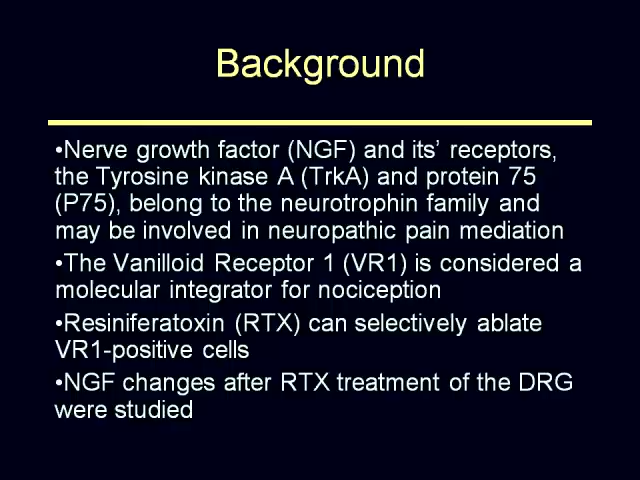 Background
•Nerve growth factor (NGF) and its’ receptors,
the Tyrosine kinase A (TrkA) and protein 75
(P75), belong to the neurotrophin family and
may be involved in neuropathic pain mediation
•The Vanilloid Receptor 1 (VR1) is considered a
molecular integrator for nociception
•Resiniferatoxin (RTX) can selectively ablate
VR1-positive cells
•NGF changes after RTX treatment of the DRG
were studied